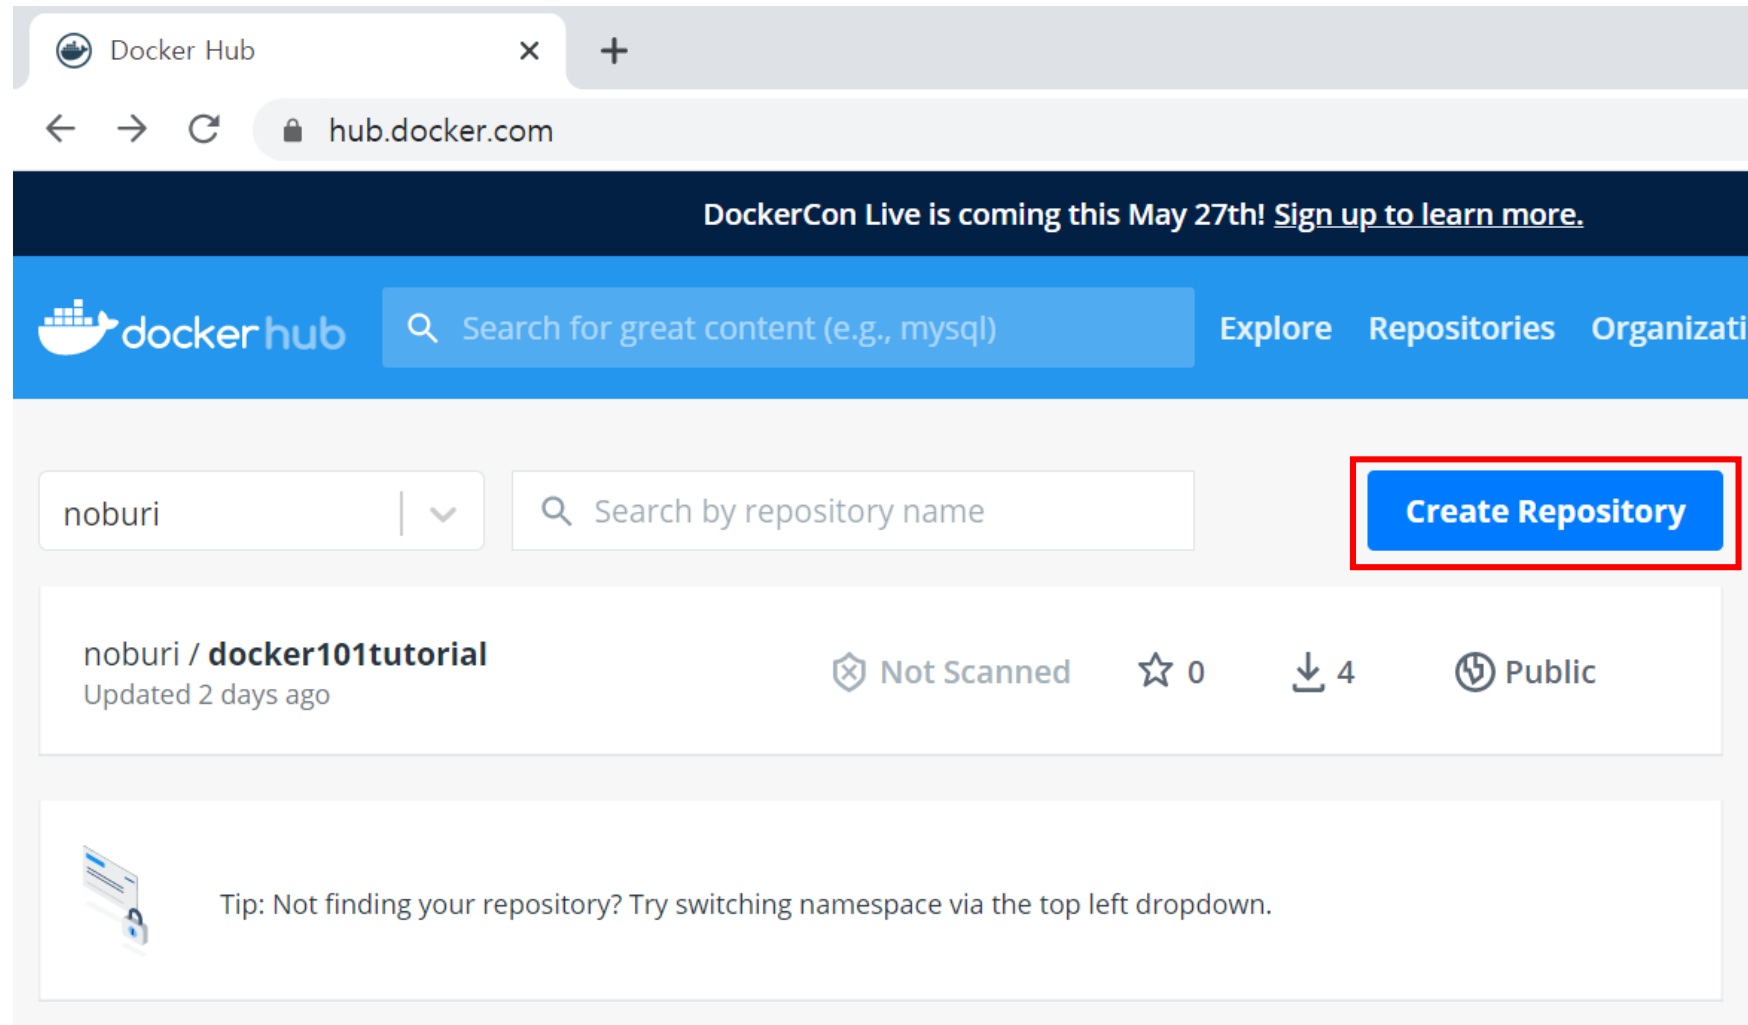 Docker Hub
hub.docker.com
DockerCon Live is coming this May 27th! Sign up to learn more.
dockerhub Search for great content (e.g., mysql) Explore Repositories Organizati
noburi Search by repository name Create Repository
noburi / docker101tutorial
Updated 2 days ago
Not Scanned 0 4 Public
Tip: Not finding your repository? Try switching namespace via the top left dropdown.